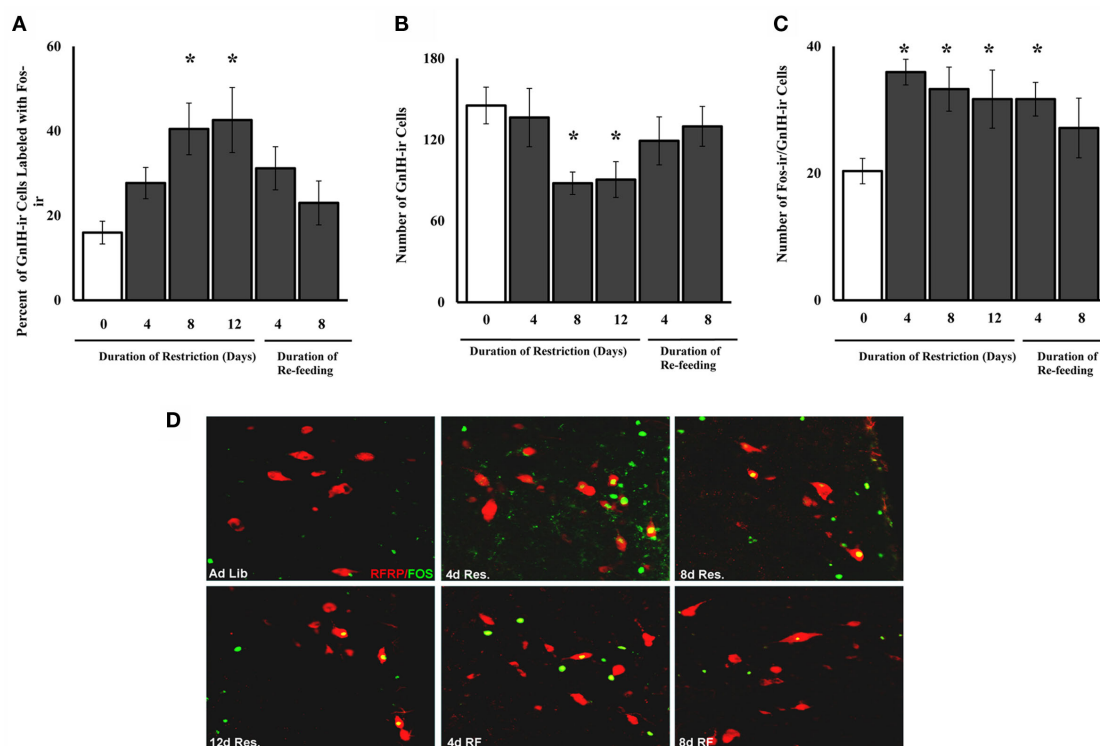 A
B
C
Percent of GnIH-ir Cells Labeled with Fos-
ir
60
40
20
0
*
*
0 4 8 12 4 8
Duration of Restriction (Days)
Duration of
Re-feeding
Number of GnIH-ir Cells
180
120
60
0
*
*
0 4 8 12 4 8
Duration of Restriction (Days)
Duration of
Re-feeding
Number of Fos-ir/GnIH-ir Cells
40
20
0
*
*
*
*
0 4 8 12 4 8
Duration of Restriction (Days)
Duration of
Re-feeding
D
Ad Lib
RFRP/FOS
4d Res.
8d Res.
12d Res.
4d RF
8d RF